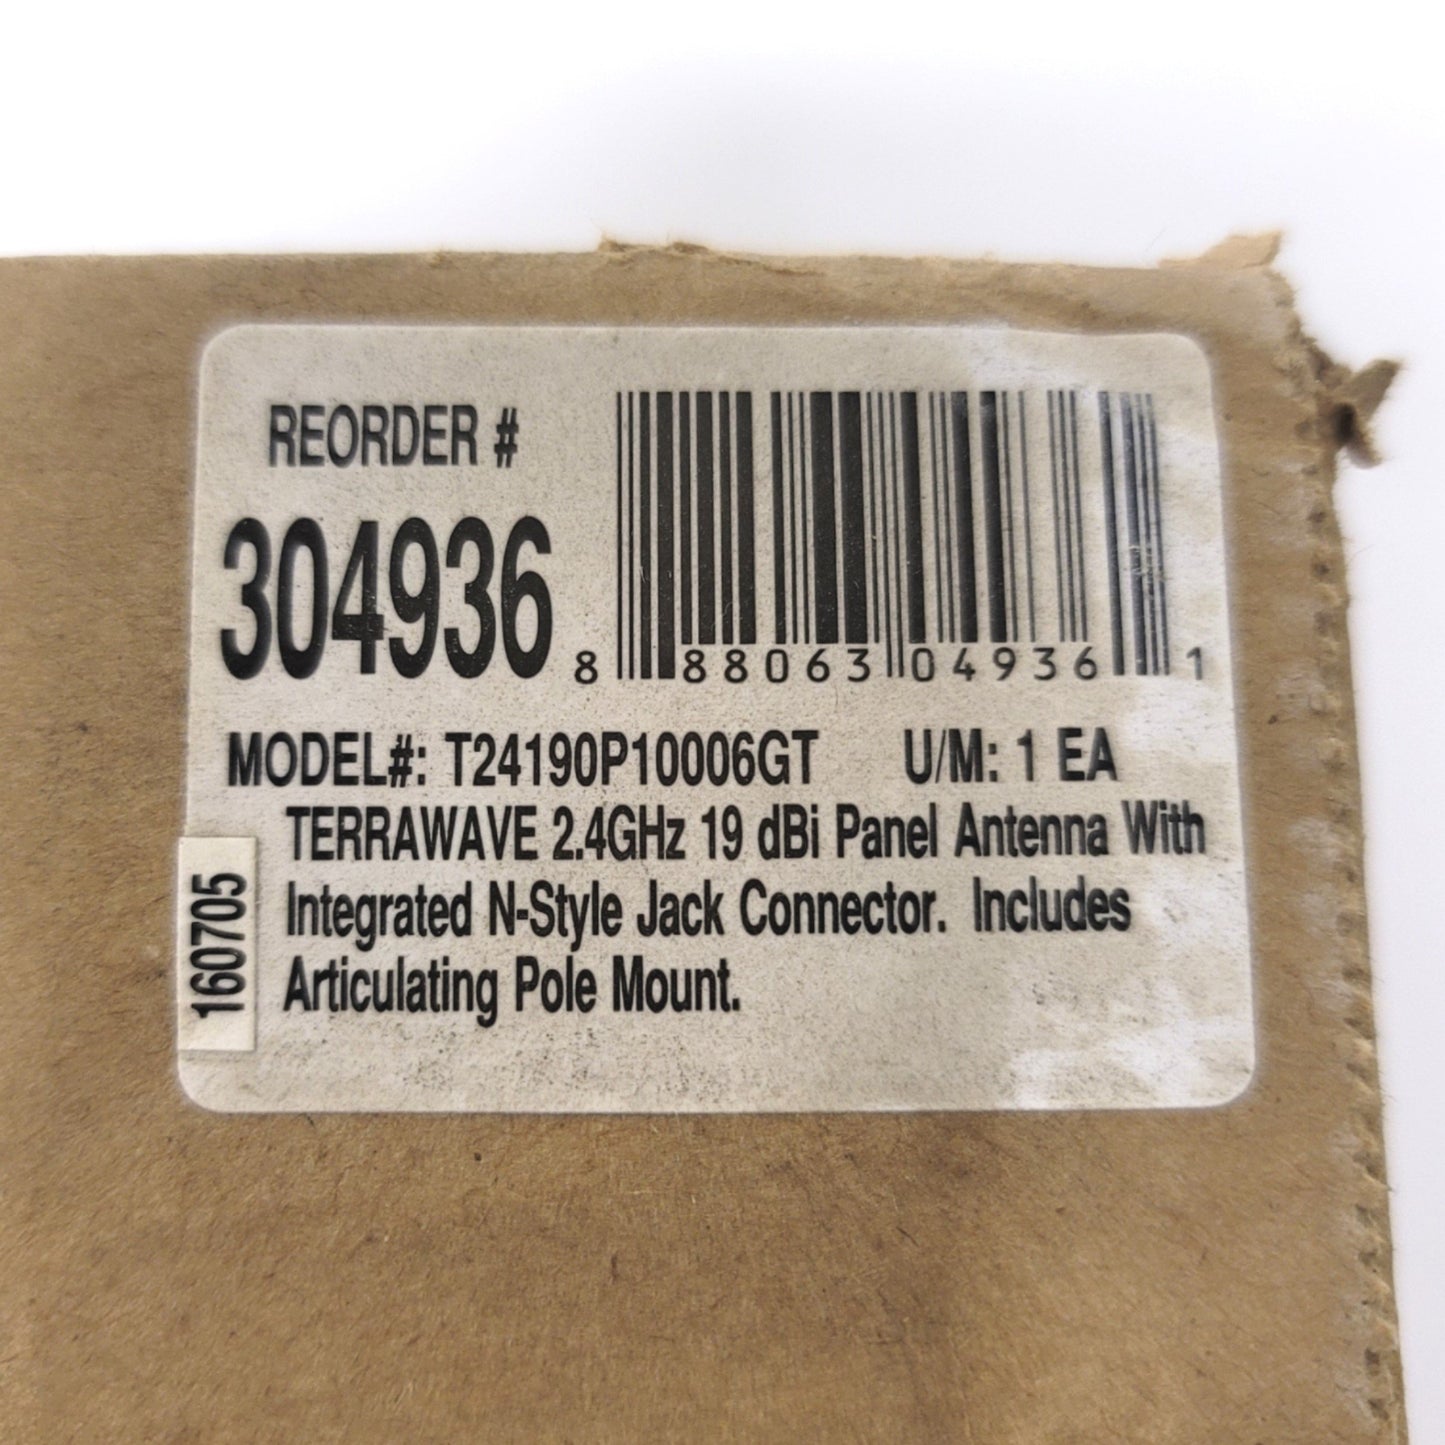 REORDER #
304936
8 88063 04936 1
MODEL#: T24190P10006GT U/M: 1 EA
TERRAWAVE 2.4GHz 19 dBi Panel Antenna With
Integrated N-Style Jack Connector. Includes
Articulating Pole Mount.
160705